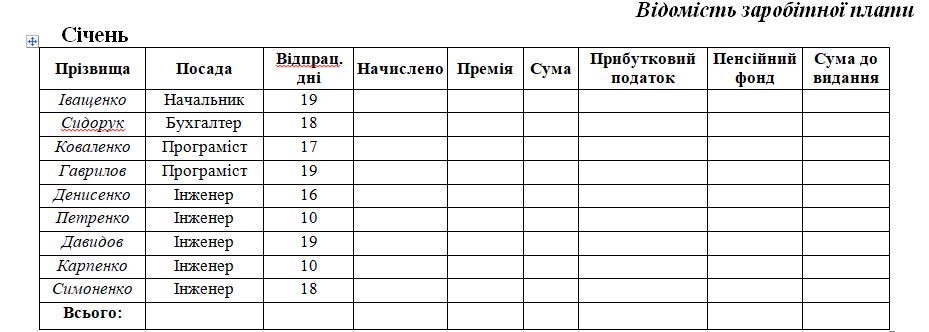 Відомість заробітної плати
Січень
Прізвища Посада Відпрац. дні Начислено Премія Сума Прибутковий податок Пенсійний фонд Сума до видання
Іващенко Начальник 19
Сидорук Бухгалтер 18
Коваленко Програміст 17
Гаврилов Програміст 19
Денисенко Інженер 16
Петренко Інженер 10
Давидов Інженер 19
Карпенко Інженер 10
Симоненко Інженер 18
Всього: